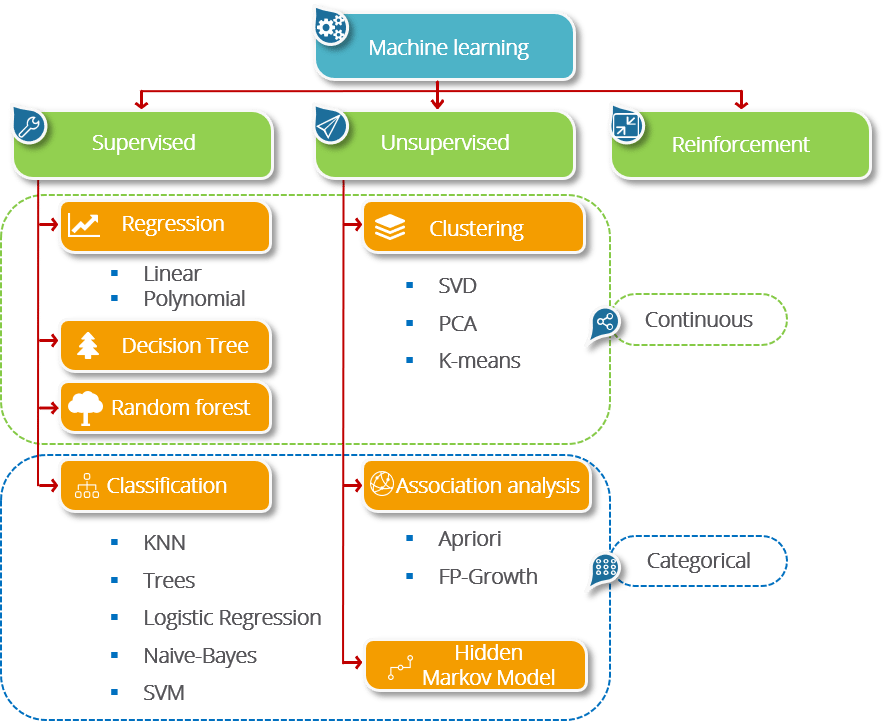 Machine learning
Supervised
Unsupervised
Reinforcement
Regression
Linear
Polynomial
Decision Tree
Random forest
Clustering
SVD
PCA
K-means
Continuous
Classification
KNN
Trees
Logistic Regression
Naive-Bayes
SVM
Association analysis
Apriori
FP-Growth
Hidden
Markov Model
Categorical